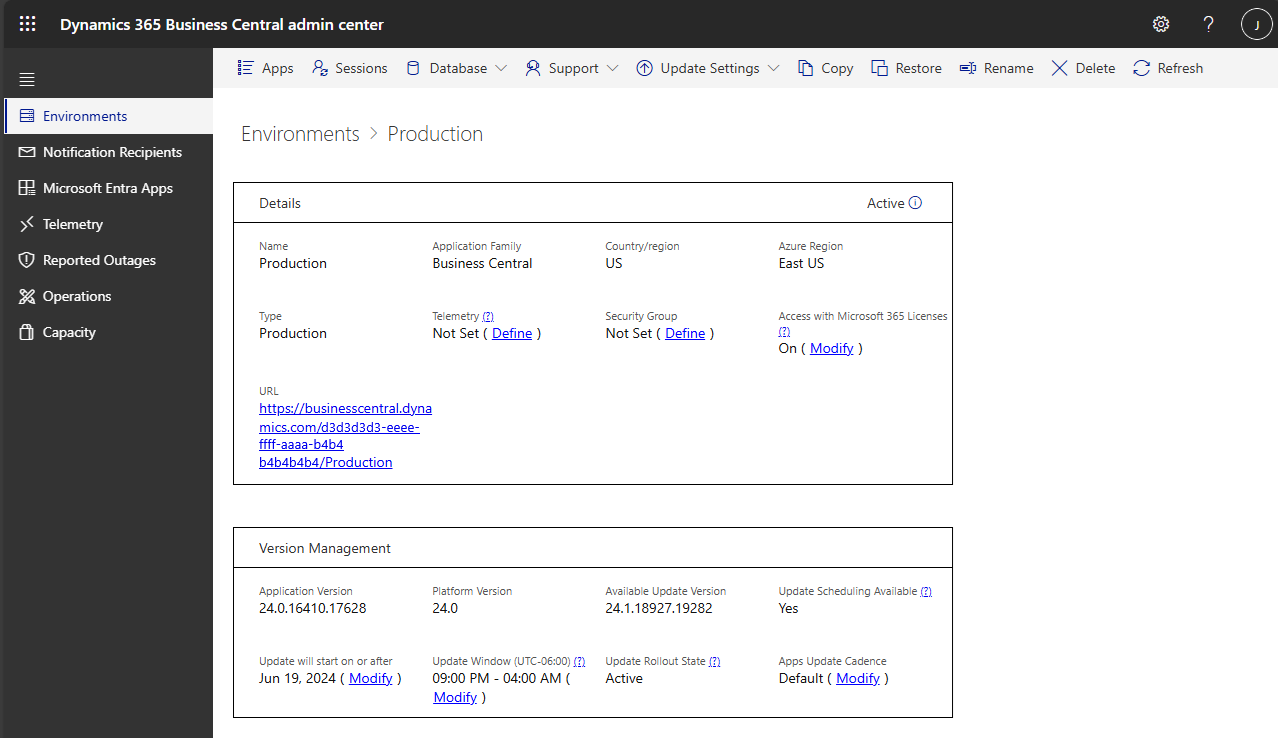 Dynamics 365 Business Central admin center
?
J
Apps
Sessions
Database
Support
Update Settings
Copy
Restore
Rename
Delete
Refresh
Environments
Notification Recipients
Microsoft Entra Apps
Telemetry
Reported Outages
Operations
Capacity
Environments > Production
Details
Active
Name
Production
Application Family
Business Central
Country/region
US
Azure Region
East US
Type
Production
Telemetry (?)
Not Set ( Define )
Security Group
Not Set ( Define )
Access with Microsoft 365 Licenses
(?)
On ( Modify )
URL
https://businesscentral.dyna
mics.com/d3d3d3d3-eeee-
ffff-aaaa-b4b4
b4b4b4b4/Production
Version Management
Application Version
24.0.16410.17628
Platform Version
24.0
Available Update Version
24.1.18927.19282
Update Scheduling Available (?)
Yes
Update will start on or after
Jun 19, 2024 ( Modify )
Update Window (UTC-06:00) (?)
09:00 PM - 04:00 AM (
Modify )
Update Rollout State (?)
Active
Apps Update Cadence
Default ( Modify )